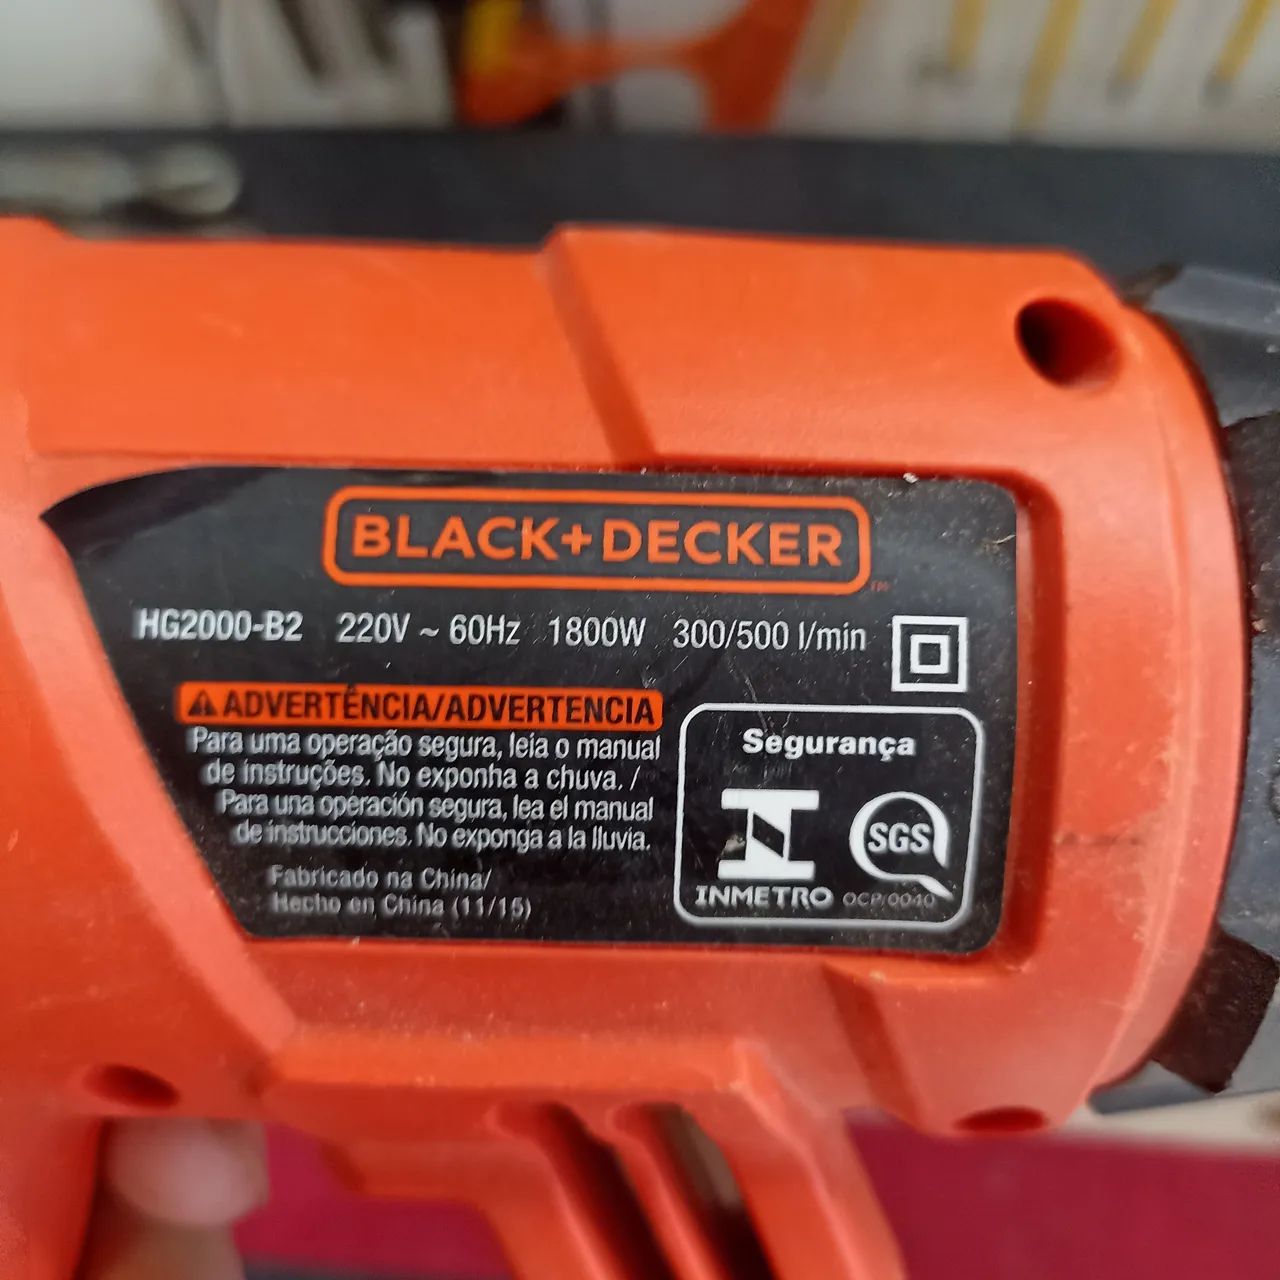 BLACK+DECKER™
HG2000-B2 220V ~ 60Hz 1800W 300/500 l/min
ADVERTÊNCIA/ADVERTENCIA
Para uma operação segura, leia o manual
de instruções. No exponha a chuva. /
Para una operación segura, lea el manual
de instrucciones. No exponga a la lluvia.
Fabricado na China/
Hecho en China (11/15)
Segurança
SGS
INMETRO OCP/0040